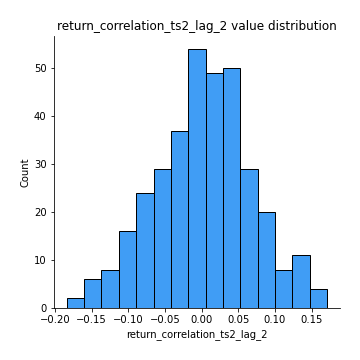 return_correlation_ts2_lag_2 value distribution
50
40
30
20
10
0
Count
−0.20 −0.15 −0.10 −0.05 0.00 0.05 0.10 0.15
return_correlation_ts2_lag_2